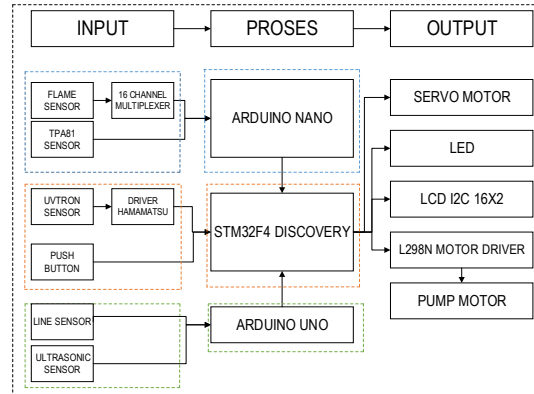 INPUT
PROSES
OUTPUT
FLAME
SENSOR
16 CHANNEL
MULTIPLEXER
TPA81
SENSOR
ARDUINO NANO
SERVO MOTOR
LED
UVTRON
SENSOR
DRIVER
HAMAMATSU
PUSH
BUTTON
STM32F4 DISCOVERY
LCD I2C 16X2
L298N MOTOR DRIVER
PUMP MOTOR
LINE SENSOR
ULTRASONIC
SENSOR
ARDUINO UNO